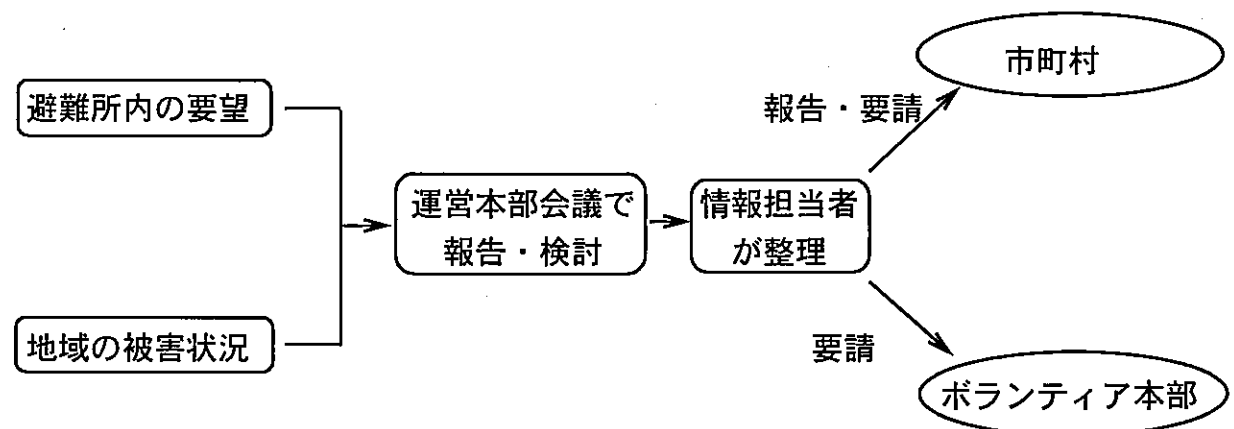 避難所内の要望
地域の被害状況
運営本部会議で
報告・検討
情報担当者
が整理
報告・要請
市町村
要請
ボランティア本部